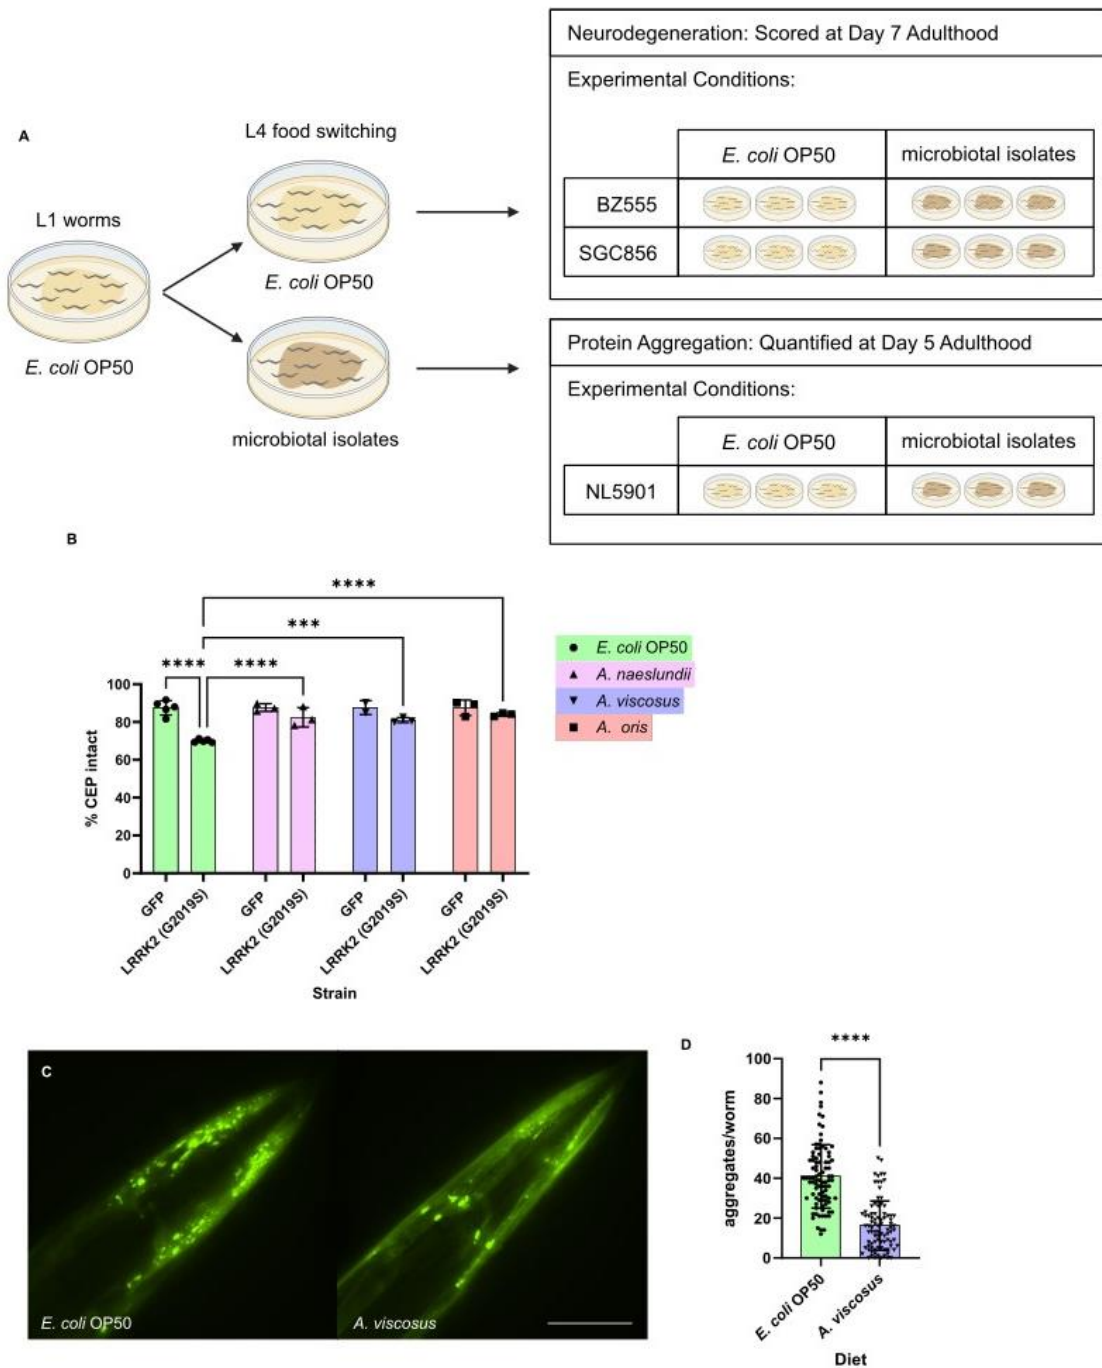 A
L1 worms
E. coli OP50
L4 food switching
E. coli OP50
microbiotal isolates
Neurodegeneration: Scored at Day 7 Adulthood
Experimental Conditions:
E. coli OP50 microbiotal isolates
BZ555
SGC856
Protein Aggregation: Quantified at Day 5 Adulthood
Experimental Conditions:
E. coli OP50 microbiotal isolates
NL5901
B
****
***
**** ****
100
80
60
40
20
0
% CEP intact
GFP
LRRK2 (G2019S)
GFP
LRRK2 (G2019S)
GFP
LRRK2 (G2019S)
GFP
LRRK2 (G2019S)
Strain
E. coli OP50
A. naeslundii
A. viscosus
A. oris
C
E. coli OP50
A. viscosus
D
****
100
80
60
40
20
0
aggregates/worm
E. coli OP50
A. viscosus
Diet